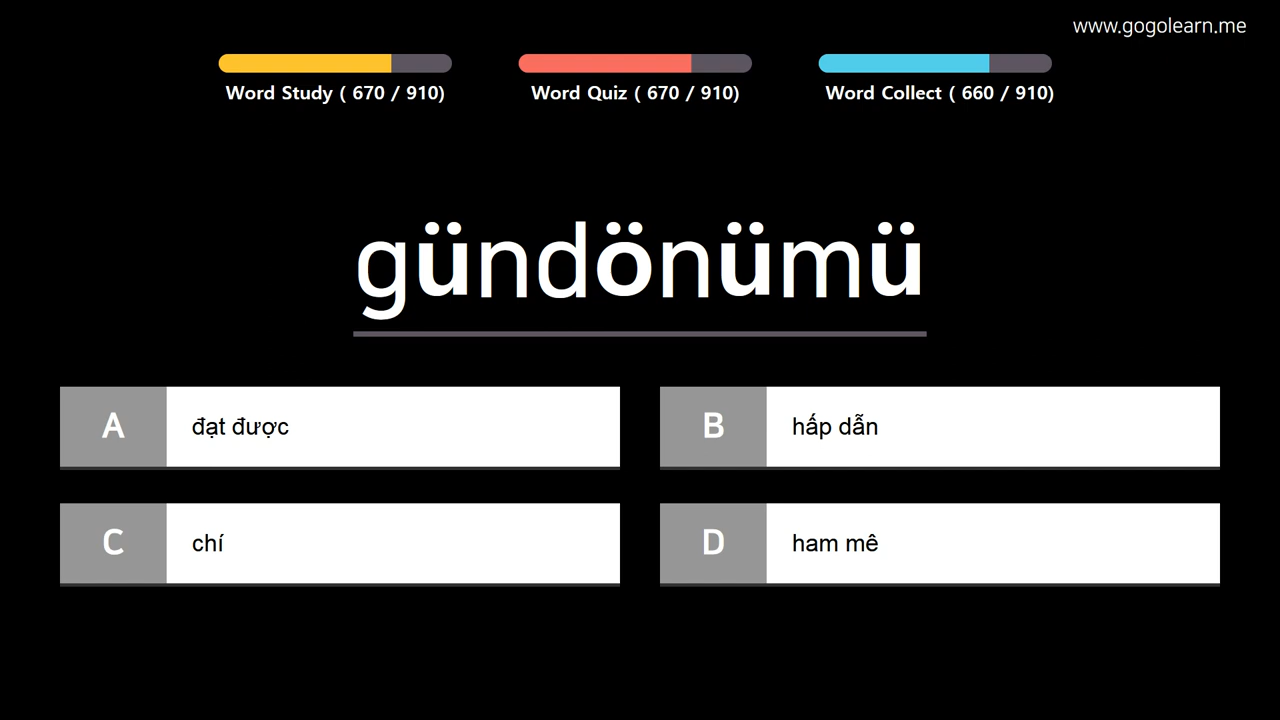 www.gogolearn.me
Word Study ( 670 / 910)
Word Quiz ( 670 / 910)
Word Collect ( 660 / 910)
gündönümü
A
đạt được
B
hấp dẫn
C
chí
D
ham mê